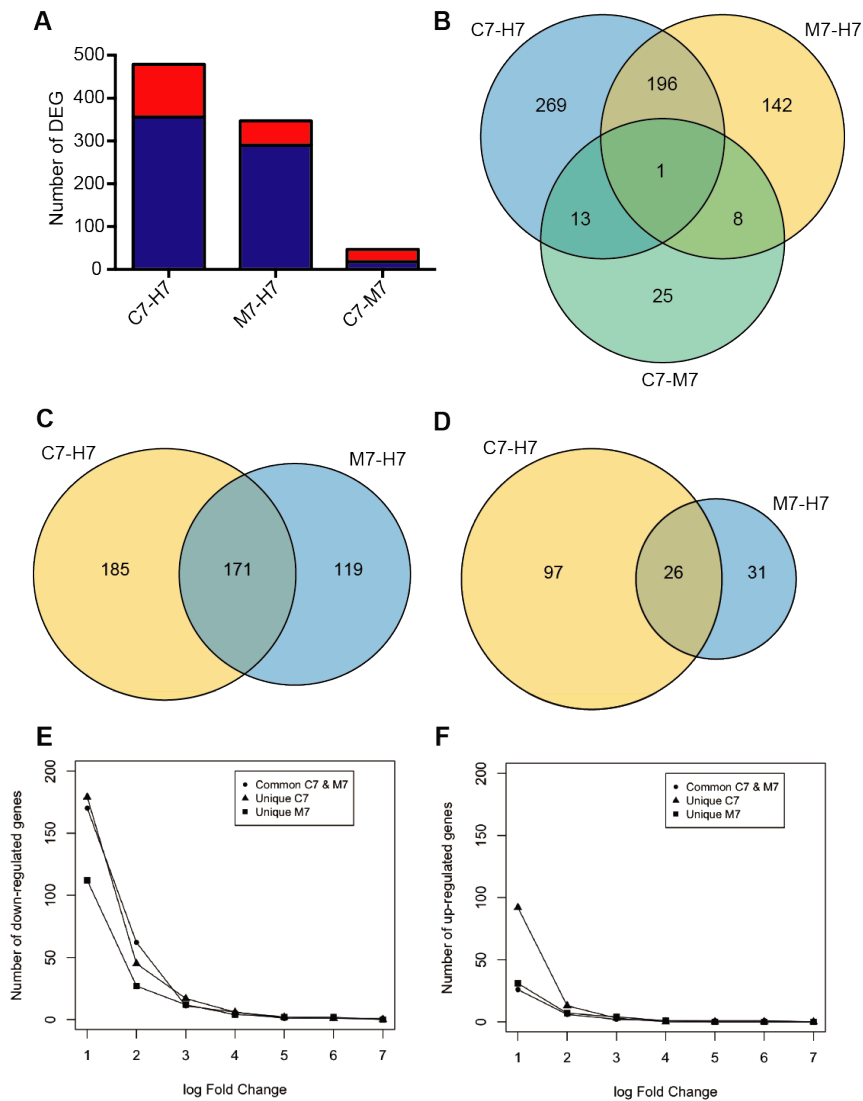 A
Number of DEG
500
400
300
200
100
0
C7-H7
M7-H7
C7-M7
B
C7-H7
M7-H7
269
196
142
1
13
8
25
C7-M7
C
C7-H7
M7-H7
185
171
119
D
C7-H7
M7-H7
97
26
31
E
Number of down-regulated genes
200
150
100
50
0
Common C7 & M7
Unique C7
Unique M7
1 2 3 4 5 6 7
log Fold Change
F
Number of up-regulated genes
200
150
100
50
0
Common C7 & M7
Unique C7
Unique M7
1 2 3 4 5 6 7
log Fold Change